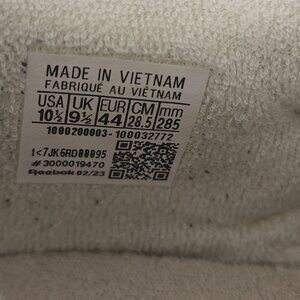 MADE IN VIETNAM
FABRIQUÉ AU VIÊTNAM
USA UK EUR CM mm
10½ 9½ 44 28.5 285
1000200003-100032772
1<7JK6RD00095
# 3000019470
Reebok 02/23